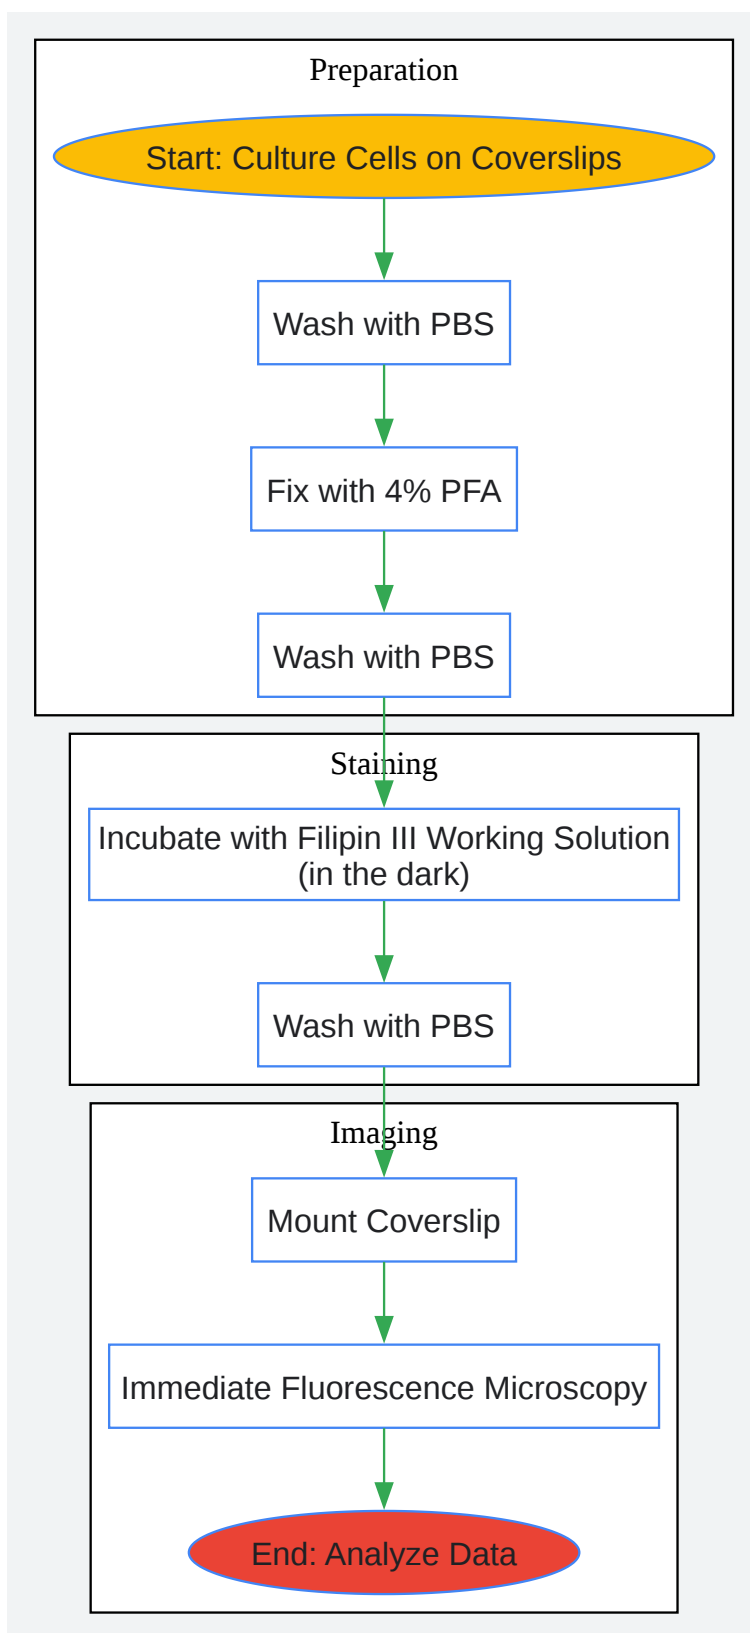 Preparation
Start: Culture Cells on Coverslips
Wash with PBS
Fix with 4% PFA
Wash with PBS
Staining
Incubate with Filipin III Working Solution
(in the dark)
Wash with PBS
Imaging
Mount Coverslip
Immediate Fluorescence Microscopy
End: Analyze Data